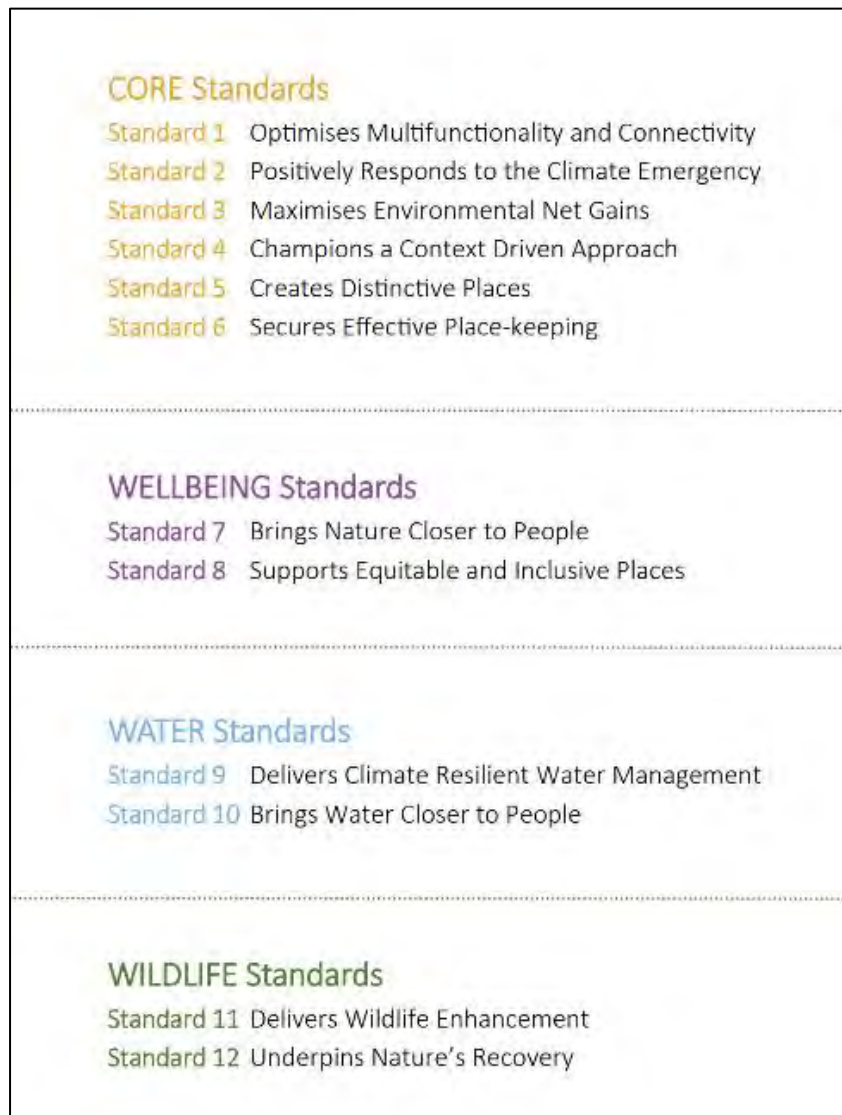 CORE Standards
Standard 1 Optimises Multifunctionality and Connectivity
Standard 2 Positively Responds to the Climate Emergency
Standard 3 Maximises Environmental Net Gains
Standard 4 Champions a Context Driven Approach
Standard 5 Creates Distinctive Places
Standard 6 Secures Effective Place-keeping
WELLBEING Standards
Standard 7 Brings Nature Closer to People
Standard 8 Supports Equitable and Inclusive Places
WATER Standards
Standard 9 Delivers Climate Resilient Water Management
Standard 10 Brings Water Closer to People
WILDLIFE Standards
Standard 11 Delivers Wildlife Enhancement
Standard 12 Underpins Nature's Recovery